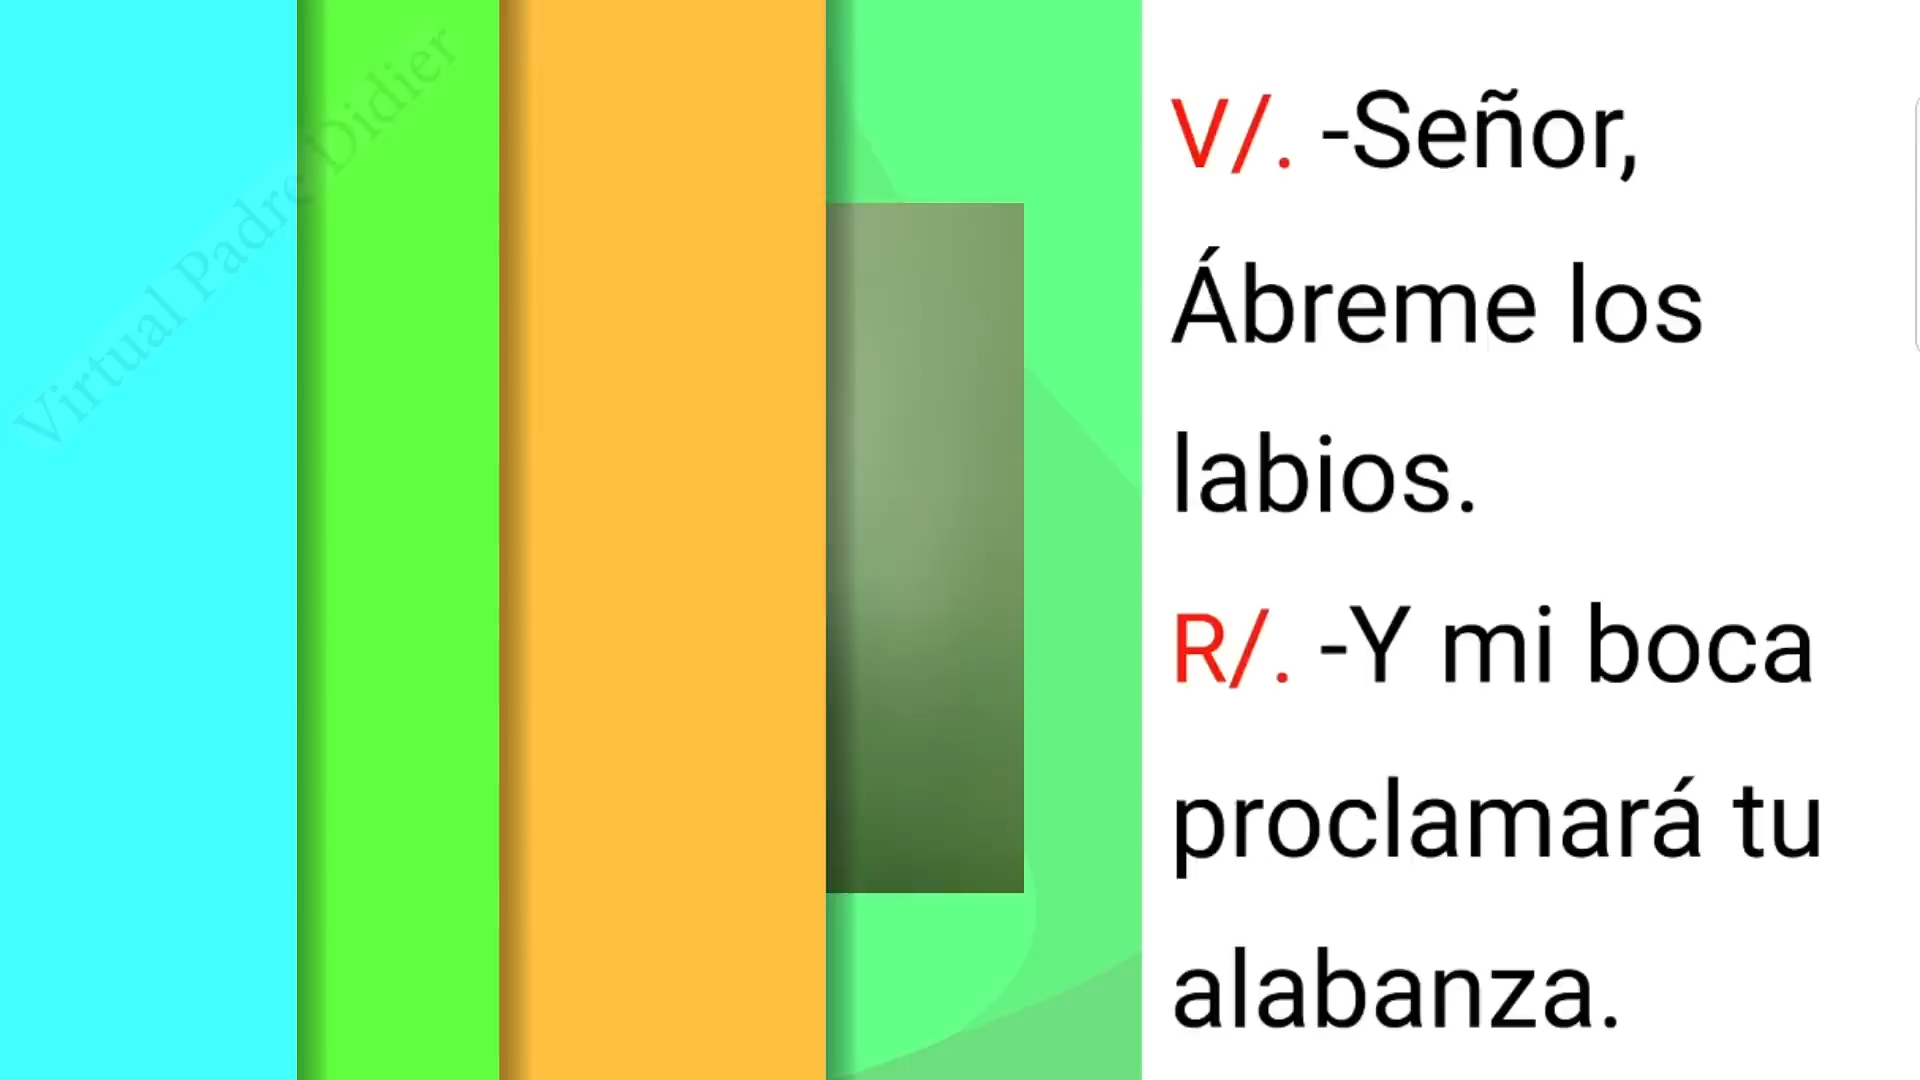 Virtual Padre Didier
V/. -Señor,
Ábreme los
labios.
R/. -Y mi boca
proclamará tu
alabanza.